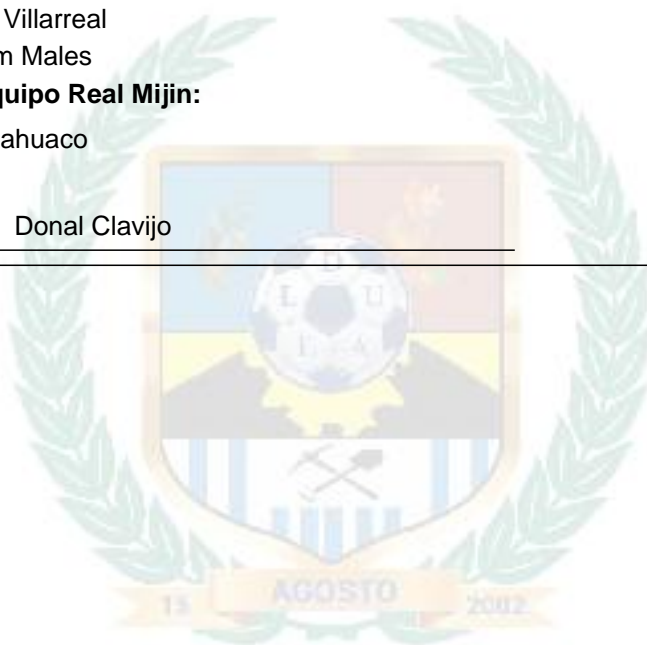 Villarreal
m Males
quipo Real Mijin:
ahuaco
Donal Clavijo
D
L U
E A
15 AGOSTO 2002